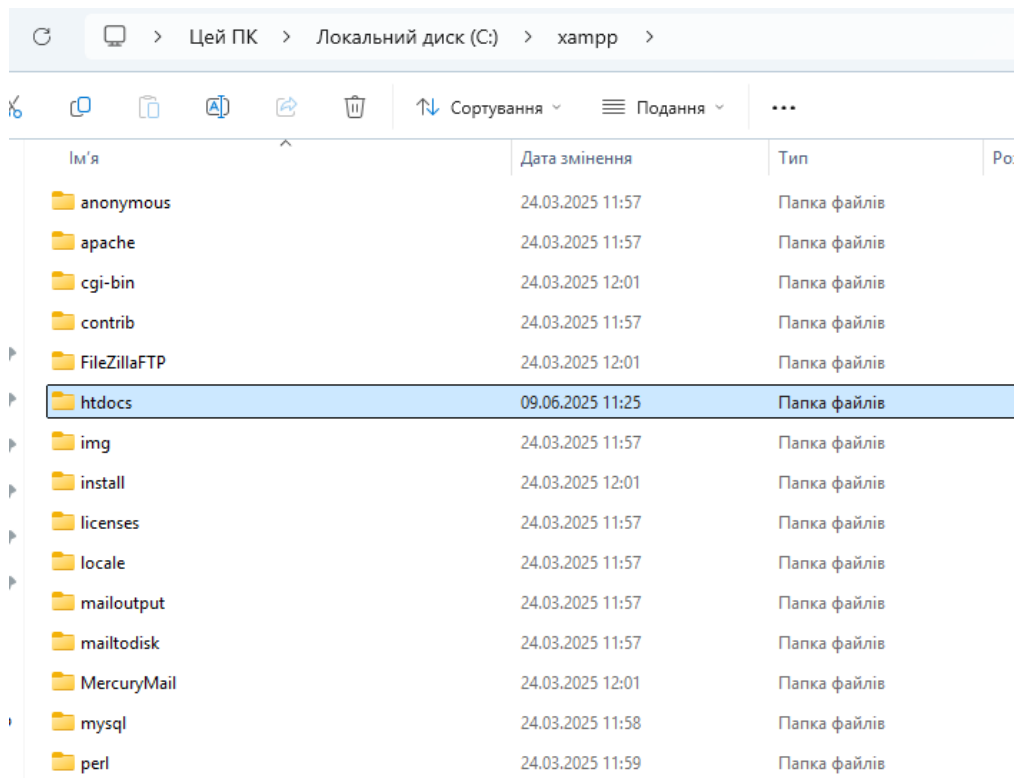 Цей ПК Локальний диск (C:) xampp
Сортування Подання
Ім'я Дата змінення Тип
anonymous 24.03.2025 11:57 Папка файлів
apache 24.03.2025 11:57 Папка файлів
cgi-bin 24.03.2025 12:01 Папка файлів
contrib 24.03.2025 11:57 Папка файлів
FileZillaFTP 24.03.2025 12:01 Папка файлів
htdocs 09.06.2025 11:25 Папка файлів
img 24.03.2025 11:57 Папка файлів
install 24.03.2025 12:01 Папка файлів
licenses 24.03.2025 11:57 Папка файлів
locale 24.03.2025 11:57 Папка файлів
mailoutput 24.03.2025 11:57 Папка файлів
mailtodisk 24.03.2025 11:57 Папка файлів
MercuryMail 24.03.2025 12:01 Папка файлів
mysql 24.03.2025 11:58 Папка файлів
perl 24.03.2025 11:59 Папка файлів